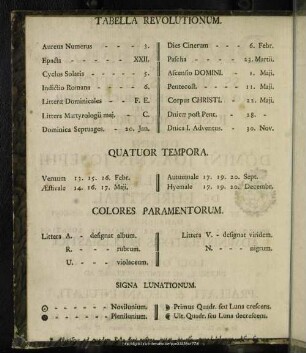 TABELLA REVOLUTIONUM.
Aureus Numerus - - - 3.
Epacta - - - - - XXII.
Cyclus Solaris - - - - 5.
Indictio Romana - - - 6.
Litteræ Dominicales - - F. E.
Littera Martyrologii maj. - C.
Dominica Septuages. - 20. Jan.
Dies Cinerum - - - 6. Febr.
Pascha - - - - 23. Martii.
Ascensio DOMINI. - 1. Maji.
Pentecost. - - - 11. Maji.
Corpus CHRISTI. - - 22. Maji.
Dnicæ post Pent. - - 28.
Dnica I. Adventus. - 30. Nov.
QUATUOR TEMPORA.
Vernum 13. 15. 16. Febr.
Æstivale 14. 16. 17. Maji.
Autumnale 17. 19. 20. Sept.
Hyemale 17. 19. 20. Decembr.
COLORES PARAMENTORUM.
Littera A. - designat album.
R. - - - rubrum.
U. - - - violaceum.
Littera V. - designat viridem.
N. - - - nigrum.
SIGNA LUNATIONUM.
Novilunium.
Plenilunium.
Primus Quadr. seu Luna crescens.
Ult. Quadr. seu Luna decrescens.